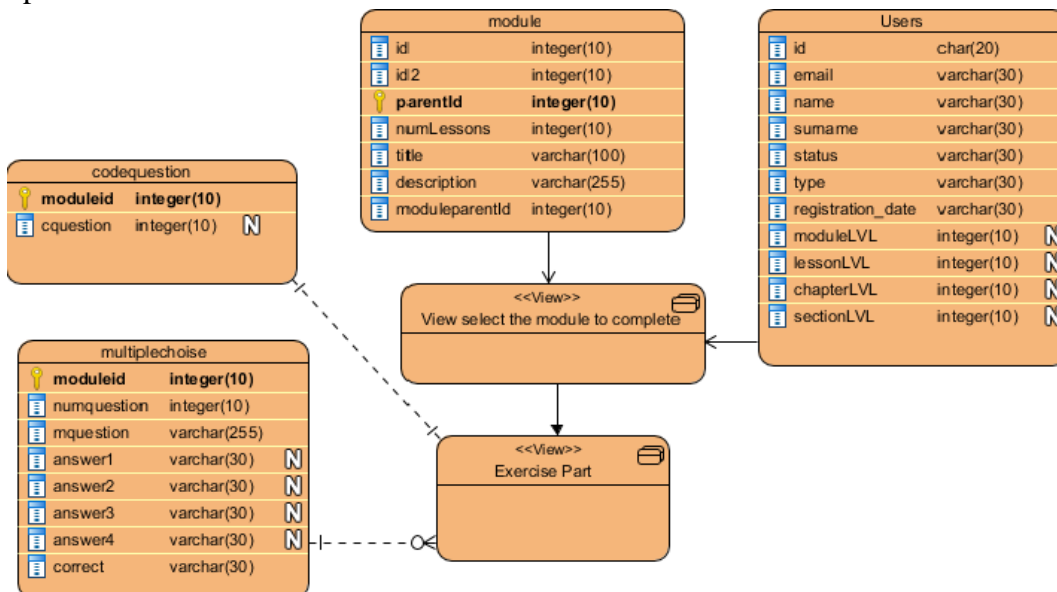 module
id integer(10)
id2 integer(10)
parentId integer(10)
numLessons integer(10)
title varchar(100)
description varchar(255)
moduleparentId integer(10)
Users
id char(20)
email varchar(30)
name varchar(30)
surname varchar(30)
status varchar(30)
type varchar(30)
registration_date varchar(30)
moduleLVL integer(10) N
lessonLVL integer(10) N
chapterLVL integer(10) N
sectionLVL integer(10) N
codequestion
moduleid integer(10)
cquestion integer(10) N
<<View>>
View select the module to complete
multiplechoise
moduleid integer(10)
numquestion integer(10)
mquestion varchar(255)
answer1 varchar(30) N
answer2 varchar(30) N
answer3 varchar(30) N
answer4 varchar(30) N
correct varchar(30)
<<View>>
Exercise Part